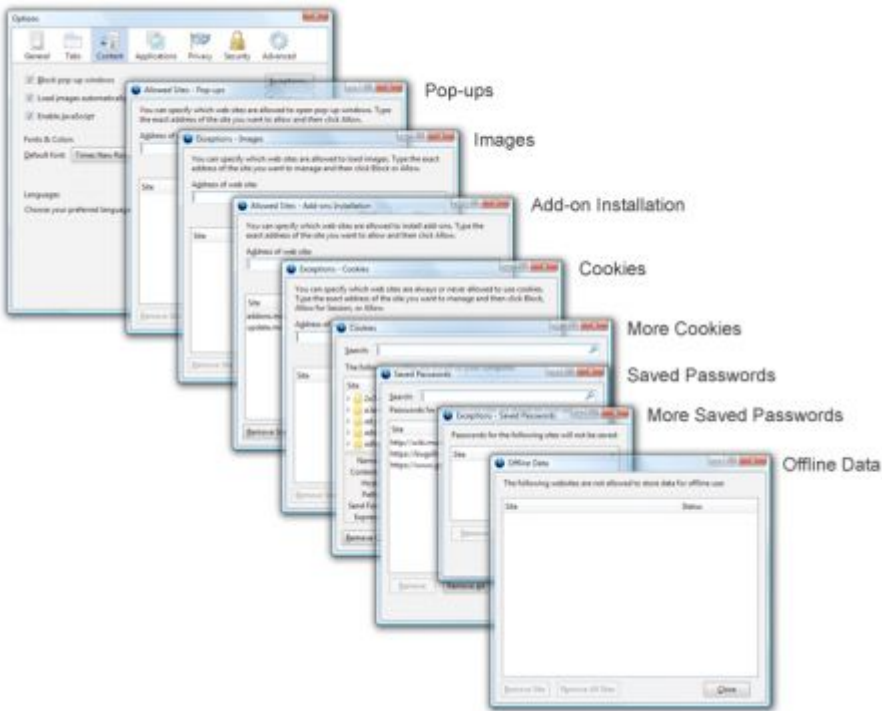 Options
General Tabs Content Applications Privacy Security Advanced
Block pop-up windows
Load images automatically
Enable JavaScript
Fonts & Colors
Default font: Times New
Languages
Choose your preferred language
Pop-ups
Allowed Sites - Pop-ups
You can specify which web sites are allowed to open pop-up windows. Type
the exact address of the site you want to allow and then click Allow.
Address of
Site
Images
Exceptions - Images
You can specify which web sites are allowed to load images. Type the exact
address of the site you want to manage and then click Block or Allow.
Address of web site:
Site
Add-on Installation
Allowed Sites - Add-ons Installation
You can specify which web sites are allowed to install add-ons. Type the
exact address of the site you want to allow and then click Allow.
Address of web site:
Site
Cookies
Exceptions - Cookies
You can specify which web sites are always or never allowed to use cookies.
Type the exact address of the site you want to manage and then click Block,
Allow for Session, or Allow.
Address of
Site
More Cookies
Cookies
Search:
Site
Saved Passwords
Saved Passwords
Search:
Passwords for
Site
Remove
More Saved Passwords
Exceptions - Saved Passwords
Passwords for the following sites will not be saved
Site
Offline Data
Offline Data
The following websites are not allowed to store data for offline use
Site Status
Remove Site Remove All Sites Close